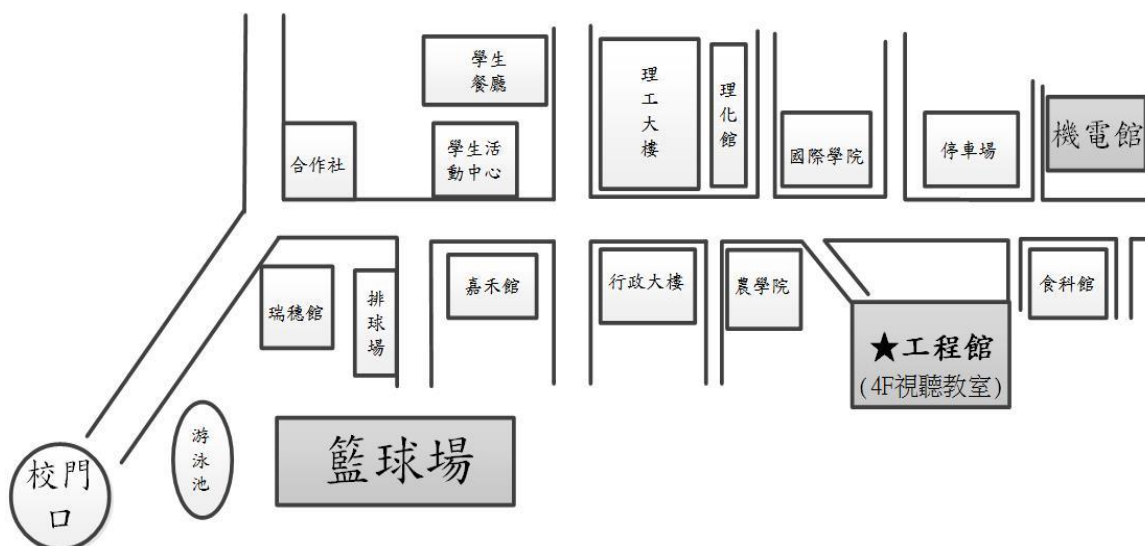 學生
餐廳
理工大樓
理化館
合作社
學生活
動中心
國際學院
停車場
機電館
瑞穗館
排球場
嘉禾館
行政大樓
農學院
食科館
★工程館
(4F視聽教室)
校門
口
游泳池
籃球場